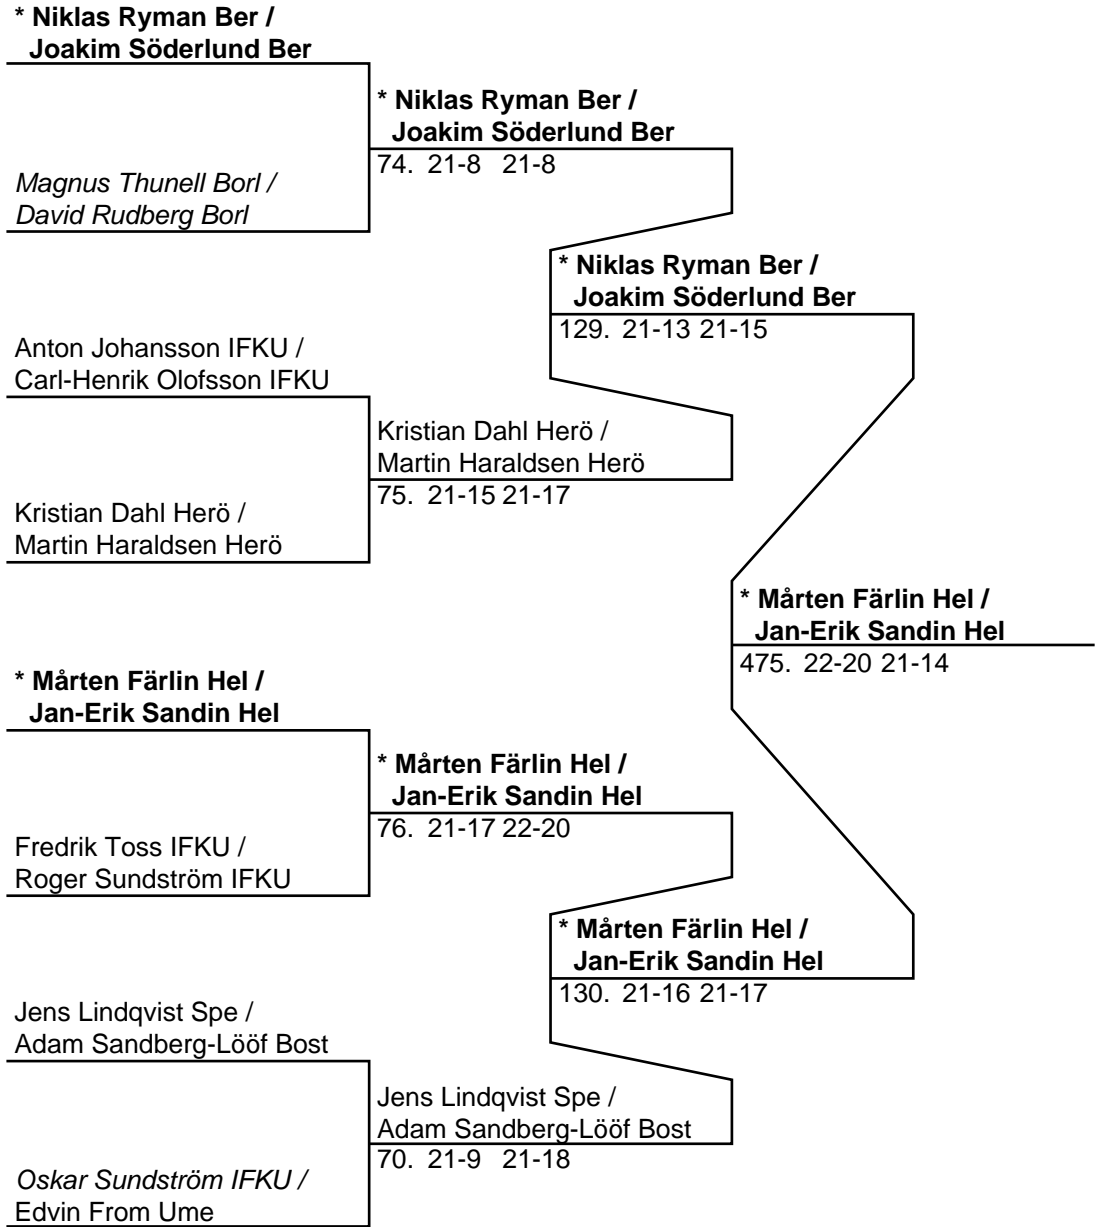 * Niklas Ryman Ber /
Joakim Söderlund Ber
* Niklas Ryman Ber /
Joakim Söderlund Ber
74. 21-8 21-8
Magnus Thunell Borl /
David Rudberg Borl
* Niklas Ryman Ber /
Joakim Söderlund Ber
129. 21-13 21-15
Anton Johansson IFKU /
Carl-Henrik Olofsson IFKU
Kristian Dahl Herö /
Martin Haraldsen Herö
75. 21-15 21-17
Kristian Dahl Herö /
Martin Haraldsen Herö
* Mårten Färlin Hel /
Jan-Erik Sandin Hel
475. 22-20 21-14
* Mårten Färlin Hel /
Jan-Erik Sandin Hel
* Mårten Färlin Hel /
Jan-Erik Sandin Hel
76. 21-17 22-20
Fredrik Toss IFKU /
Roger Sundström IFKU
* Mårten Färlin Hel /
Jan-Erik Sandin Hel
130. 21-16 21-17
Jens Lindqvist Spe /
Adam Sandberg-Lööf Bost
Jens Lindqvist Spe /
Adam Sandberg-Lööf Bost
70. 21-9 21-18
Oskar Sundström IFKU /
Edvin From Ume